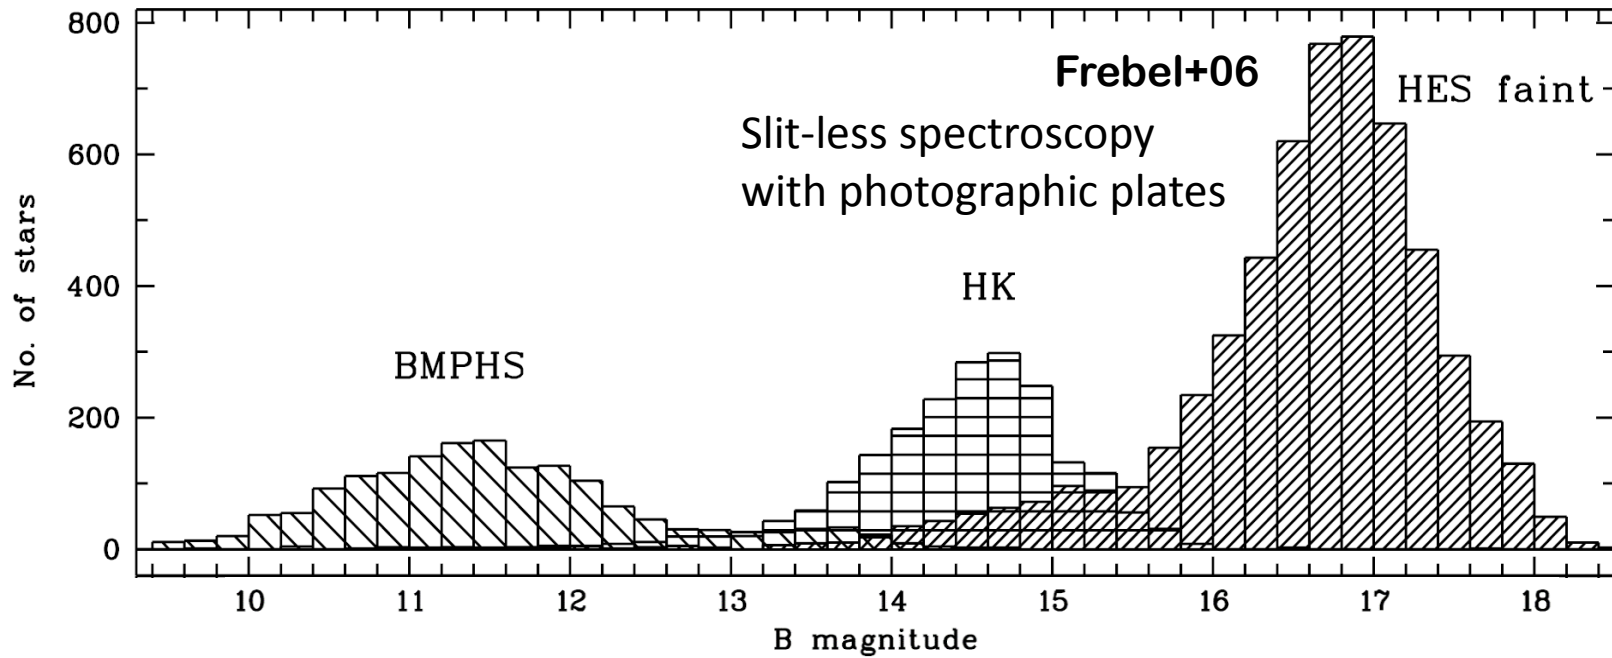 800
600
400
200
0
No. of stars
Frebel+06
HES faint
Slit-less spectroscopy
with photographic plates
HK
BMPHS
10 11 12 13 14 15 16 17 18
B magnitude